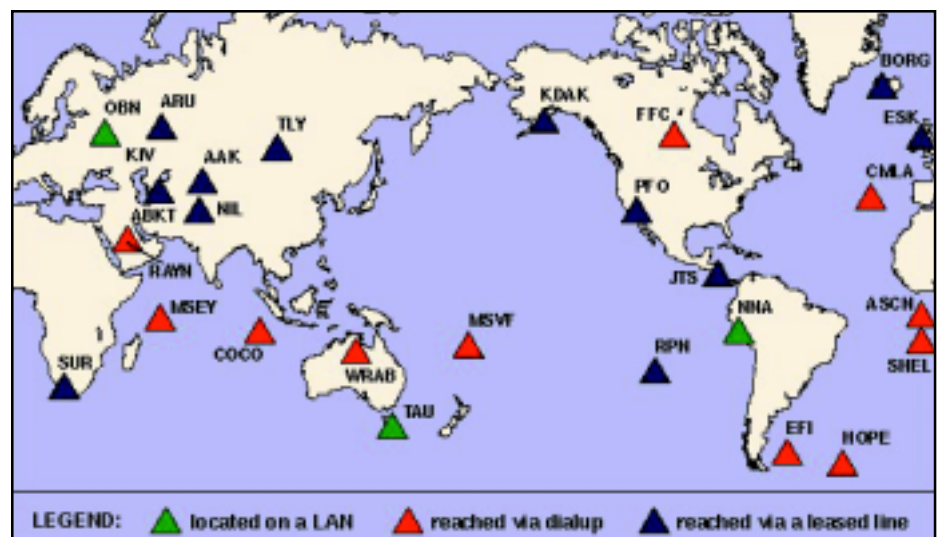 BORG
OBN
ARU
KDAK
FFC
ESK
TLY
KIV
AAK
CMLA
PFO
ABKT
NIL
RAYN
JTS
MSEY
NNA
ASCN
MSVF
COCO
RPN
SUR
WRAB
SHEL
TAU
EFI
HOPE
LEGEND: located on a LAN reached via dialup reached via a leased line